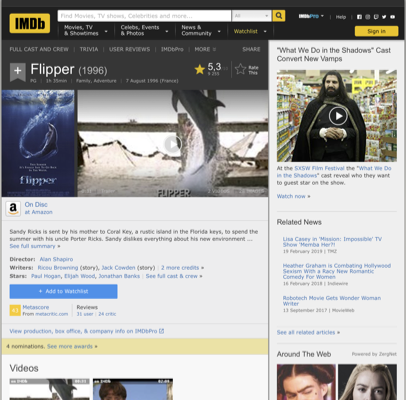 IMDb
Find Movies, TV shows, Celebrities and more...
All
IMDbPro
Help
Movies, TV & Showtimes
Celebs, Events & Photos
News & Community
Watchlist
Sign in
FULL CAST AND CREW | TRIVIA | USER REVIEWS | IMDbPro | MORE
SHARE
Flipper (1996)
PG | 1h 35min | Family, Adventure | 7 August 1996 (France)
5,3
Rate This
flipper
FLIPPER
On Disc
at Amazon
Sandy Ricks is sent by his mother to Coral Key, a rustic island in the Florida keys, to spend the
summer with his uncle Porter Ricks. Sandy dislikes everything about his new environment ...
See full summary »
Director: Alan Shapiro
Writers: Ricou Browning (story), Jack Cowden (story) | 2 more credits »
Stars: Paul Hogan, Elijah Wood, Jonathan Banks | See full cast & crew »
+ Add to Watchlist
Metascore
From metacritic.com
Reviews
31 user | 24 critic
View production, box office, & company info on IMDbPro
4 nominations. See more awards »
Videos
"What We Do in the Shadows" Cast
Convert New Vamps
At the SXSW Film Festival the "What We Do
in the Shadows" cast reveal who they want
to guest star on the show.
Watch now »
Related News
Lisa Casey in 'Mission: Impossible' TV
Show 'Memba Her?!
19 February 2019 | TMZ
Heather Graham is Combating Hollywood
Sexism With a Racy New Romantic
Comedy For Women
16 February 2018 | Indiewire
Robotech Movie Gets Wonder Woman
Writer
13 September 2017 | MovieWeb
See all related articles »
Around The Web
Powered by ZergNet